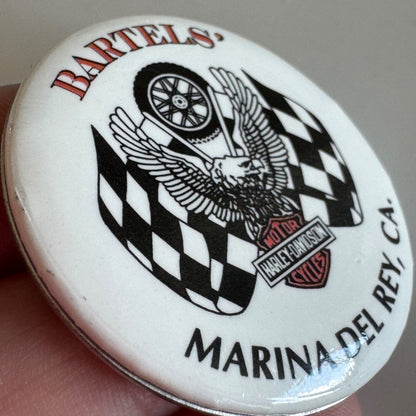 BARTELS'
MOTOR
HARLEY-DAVIDSON
CYCLES
MARINA DEL REY, CA.